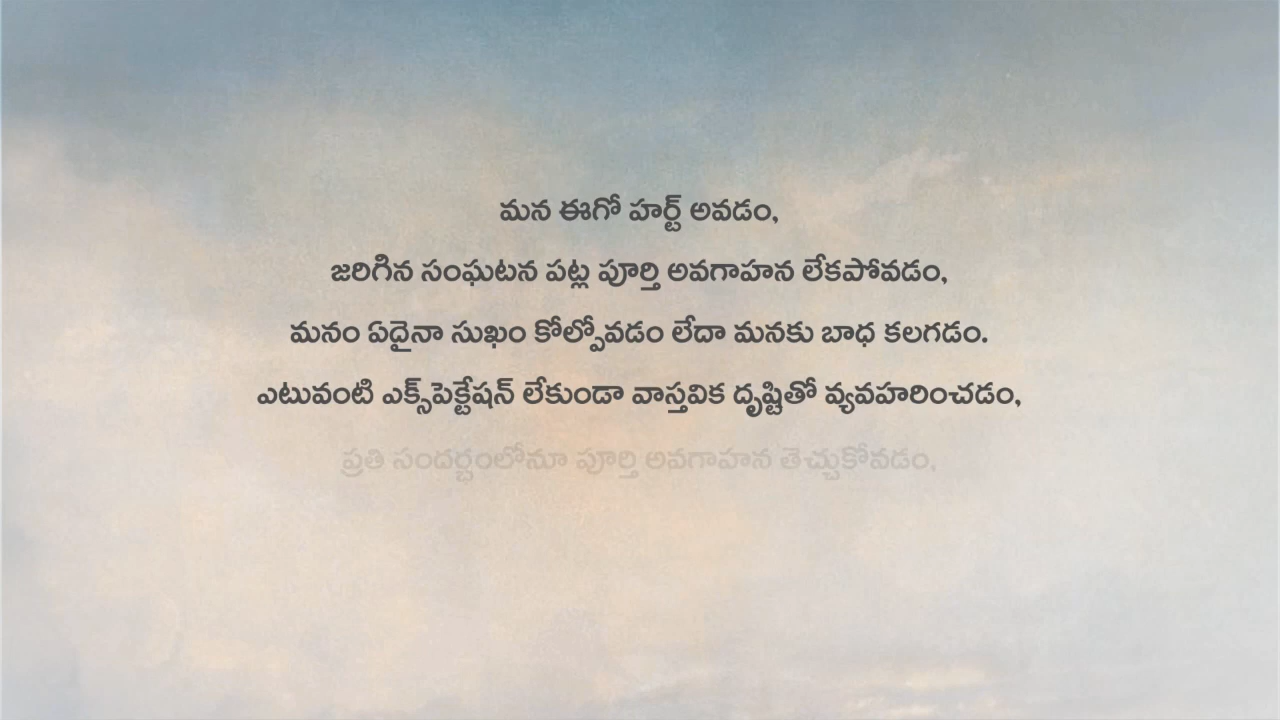 మన ఈగో హర్ట్ అవడం,
జరిగిన సంఘటన పట్ల పూర్తి అవగాహన లేకపోవడం,
మనం ఏదైనా సుఖం కోల్పోవడం లేదా మనకు బాధ కలగడం.
ఎటువంటి ఎక్స్‌పెక్టేషన్ లేకుండా వాస్తవిక దృష్టితో వ్యవహరించడం,
ప్రతి సందర్భంలోనూ పూర్తి అవగాహన తెచ్చుకోవడం,